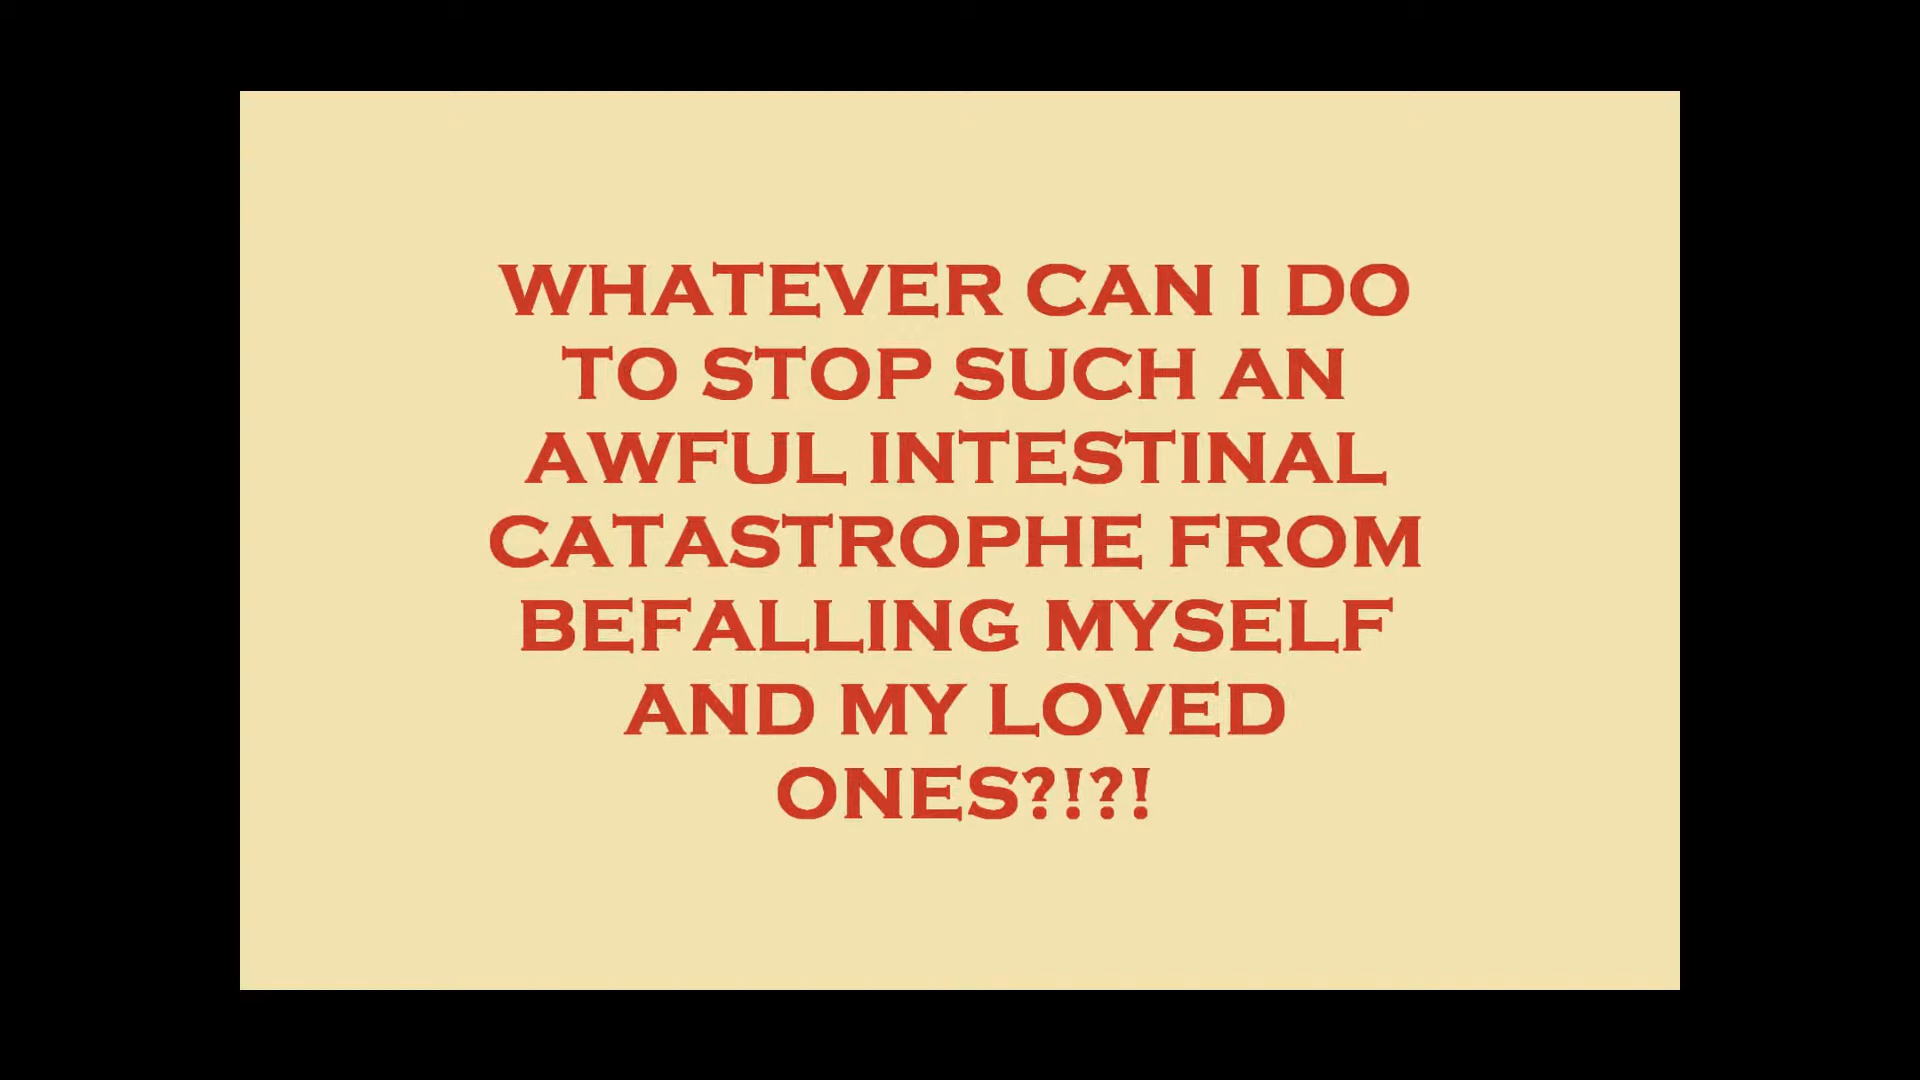 WHATEVER CAN I DO
TO STOP SUCH AN
AWFUL INTESTINAL
CATASTROPHE FROM
BEFALLING MYSELF
AND MY LOVED
ONES?!?!